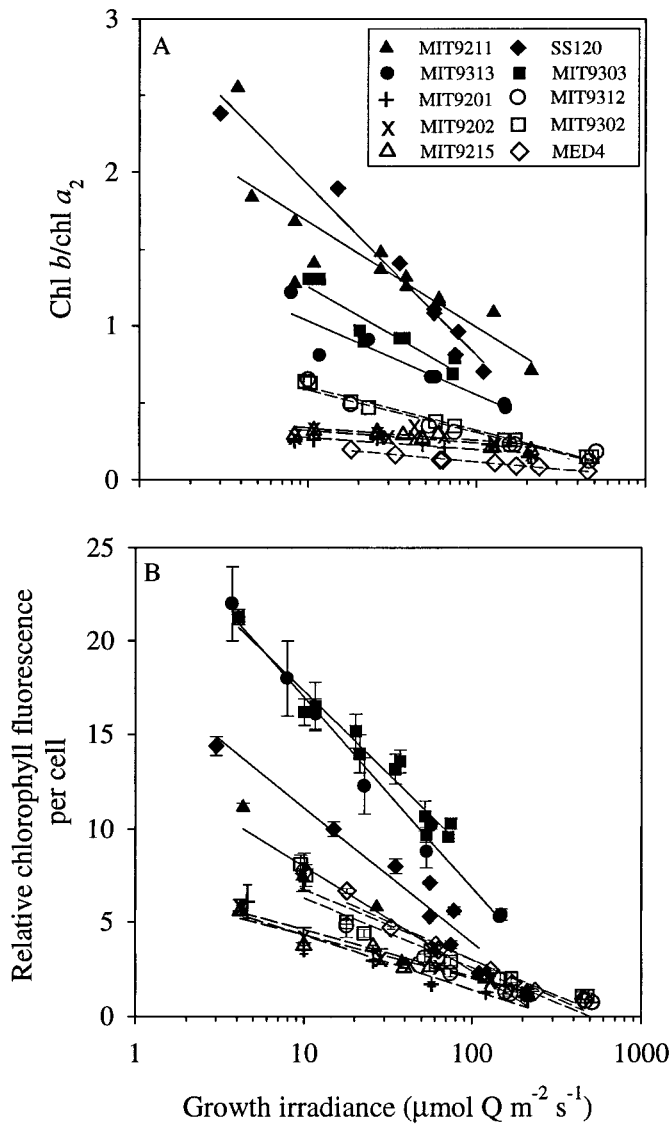 A
MIT9211
SS120
MIT9313
MIT9303
MIT9201
MIT9312
MIT9202
MIT9302
MIT9215
MED4
Chl b/chl a₂
3
2
1
0
B
Relative chlorophyll fluorescence
per cell
25
20
15
10
5
0
1
10
100
1000
Growth irradiance (μmol Q m⁻² s⁻¹)